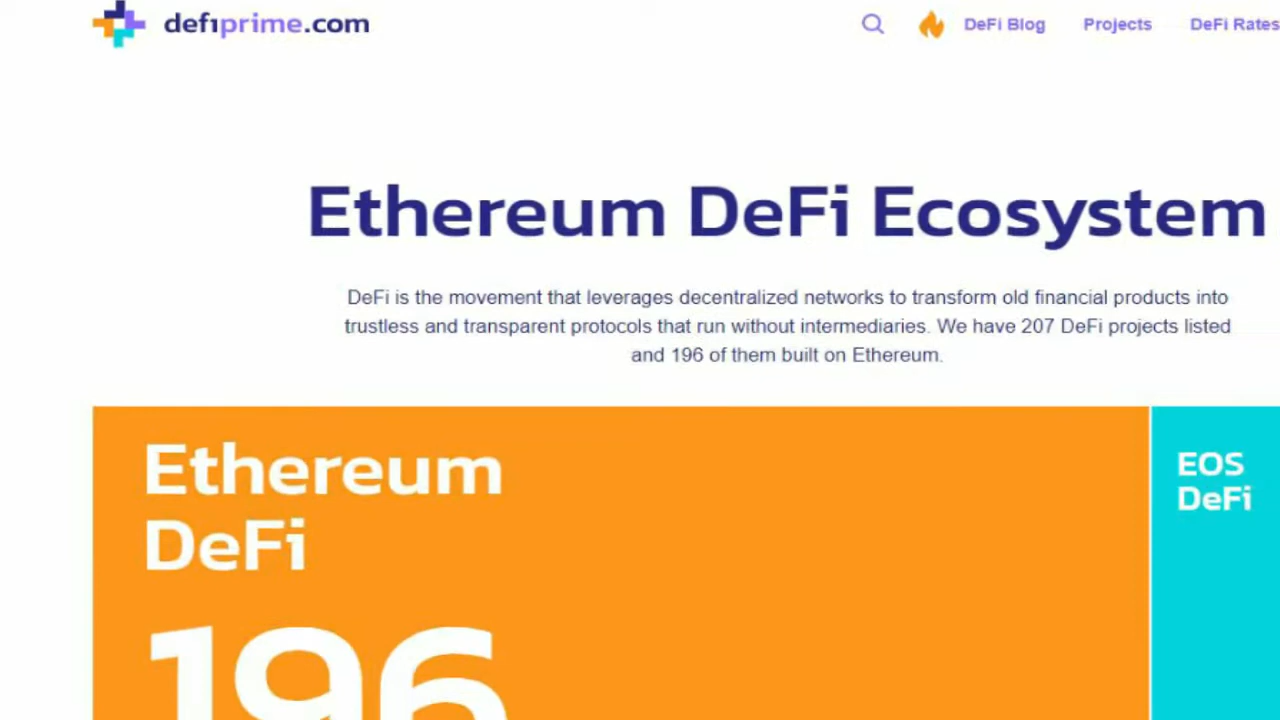 defiprime.com
DeFi Blog
Projects
DeFi Rates
Ethereum DeFi Ecosystem
DeFi is the movement that leverages decentralized networks to transform old financial products into
trustless and transparent protocols that run without intermediaries. We have 207 DeFi projects listed
and 196 of them built on Ethereum.
Ethereum
DeFi
196
EOS
DeFi